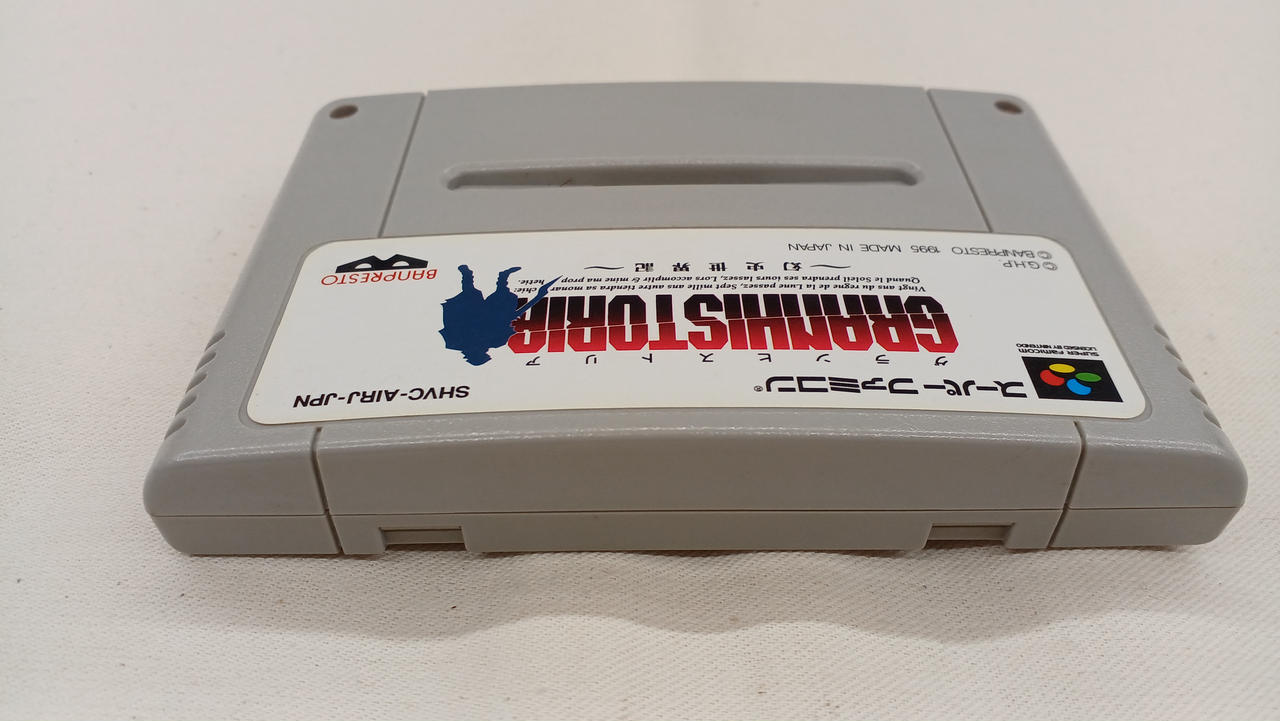 スーパーファミコン®
SHVC-AIRJ-JPN
SUPER FAMICOM
LICENSED BY NINTENDO
グランヒストリア
GRANHISTORIA
Vingt ans du regne de la Lune passez, Sept mille ans autre tiendra sa monarchie:
Quand le Soleil prendra ses iours lassez, Lors accomplir & mine ma prophetie.
〜幻史世界記〜
© G.H.P.
© BANPRESTO 1995 MADE IN JAPAN
BANPRESTO